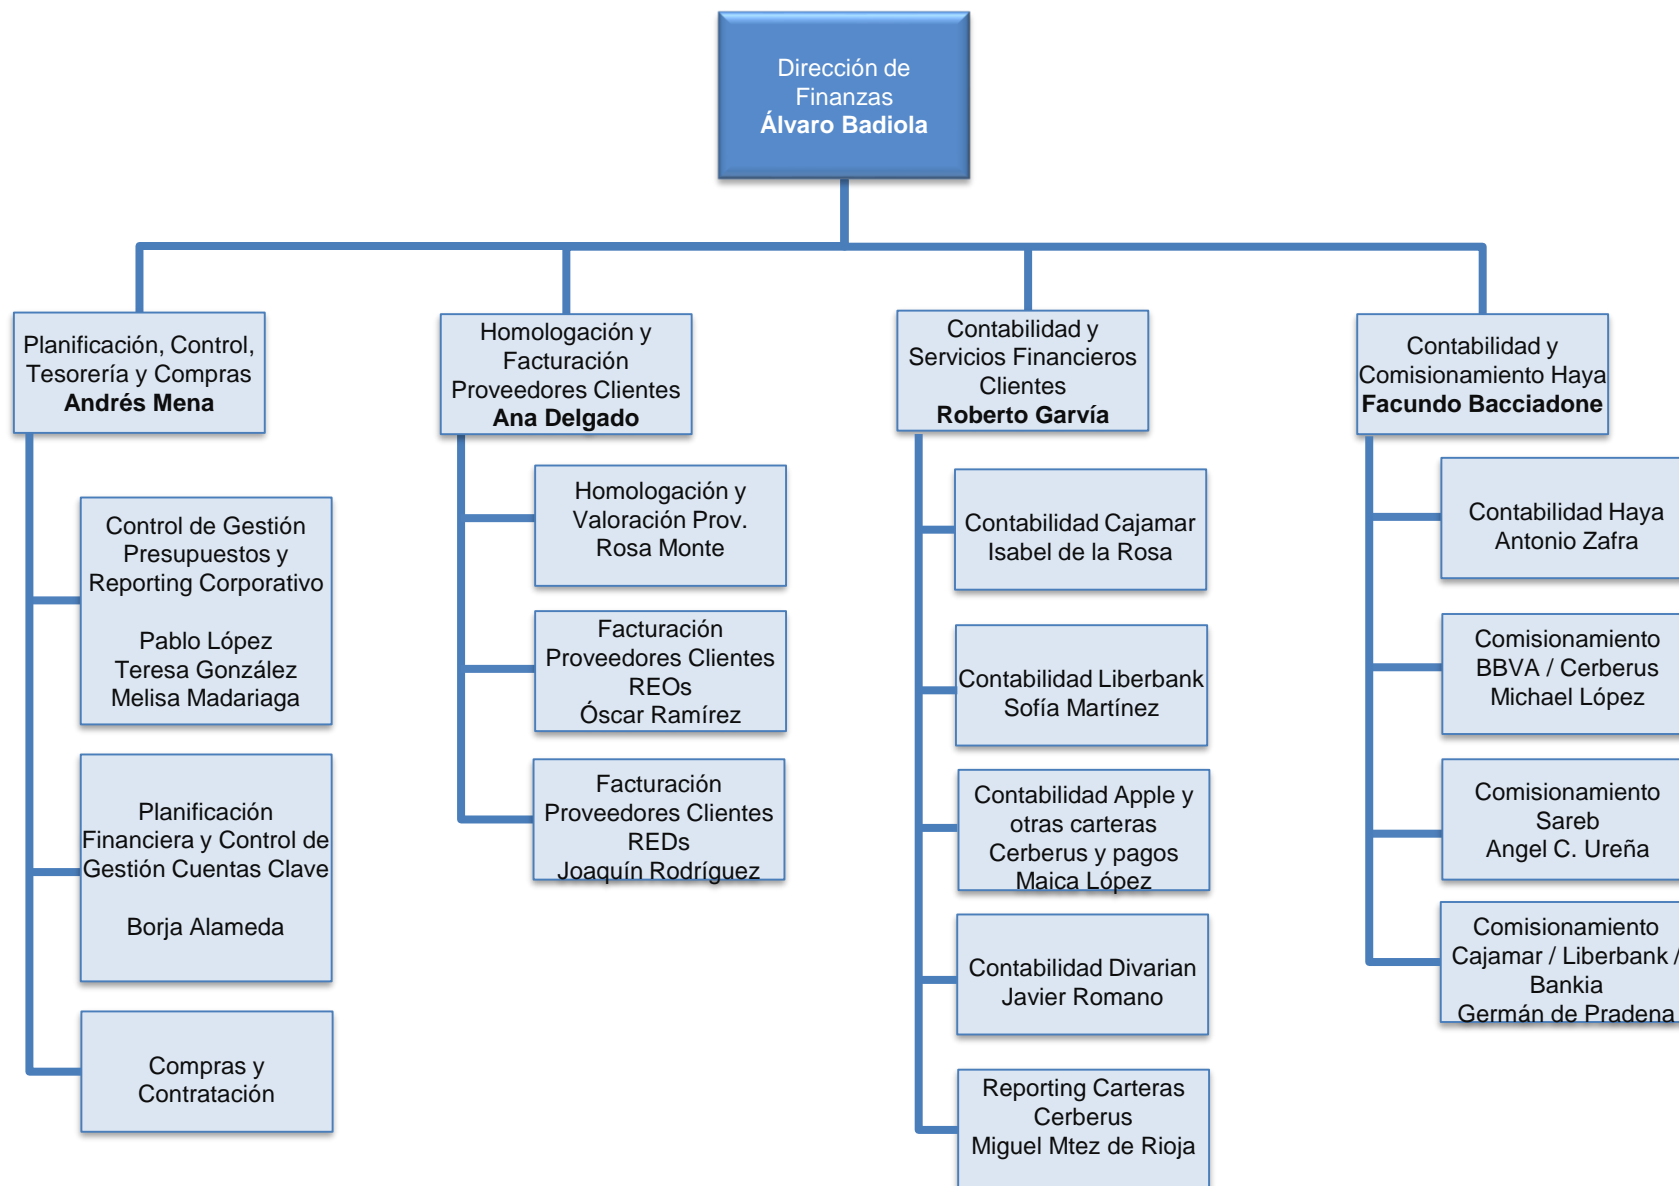 Dirección de
Finanzas
Álvaro Badiola
Planificación, Control,
Tesorería y Compras
Andrés Mena
Control de Gestión
Presupuestos y
Reporting Corporativo
Pablo López
Teresa González
Melisa Madariaga
Planificación
Financiera y Control de
Gestión Cuentas Clave
Borja Alameda
Compras y
Contratación
Homologación y
Facturación
Proveedores Clientes
Ana Delgado
Homologación y
Valoración Prov.
Rosa Monte
Facturación
Proveedores Clientes
REOs
Óscar Ramírez
Facturación
Proveedores Clientes
REDs
Joaquín Rodríguez
Contabilidad y
Servicios Financieros
Clientes
Roberto Garvía
Contabilidad Cajamar
Isabel de la Rosa
Contabilidad Liberbank
Sofía Martínez
Contabilidad Apple y
otras carteras
Cerberus y pagos
Maica López
Contabilidad Divarian
Javier Romano
Reporting Carteras
Cerberus
Miguel Mtez de Rioja
Contabilidad y
Comisionamiento Haya
Facundo Bacciadone
Contabilidad Haya
Antonio Zafra
Comisionamiento
BBVA / Cerberus
Michael López
Comisionamiento
Sareb
Angel C. Ureña
Comisionamiento
Cajamar / Liberbank /
Bankia
Germán de Pradena